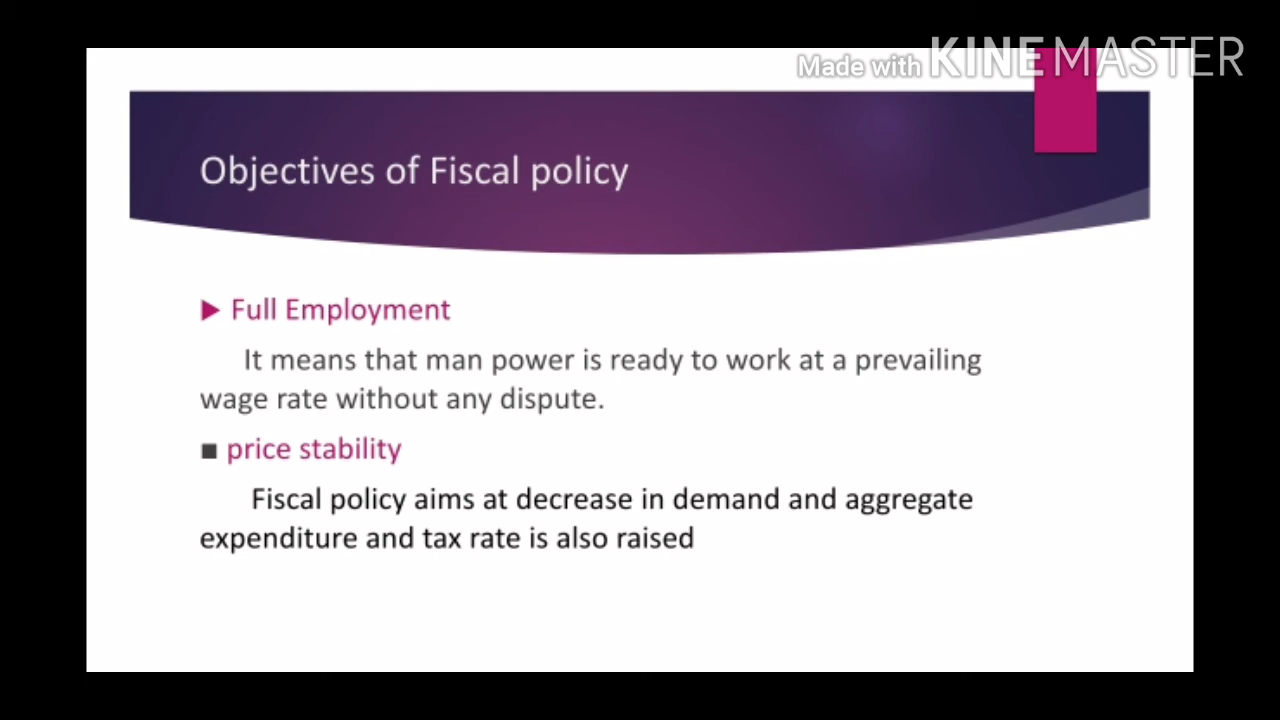 Made with KINEMASTER
Objectives of Fiscal policy
Full Employment
It means that man power is ready to work at a prevailing
wage rate without any dispute.
price stability
Fiscal policy aims at decrease in demand and aggregate
expenditure and tax rate is also raised